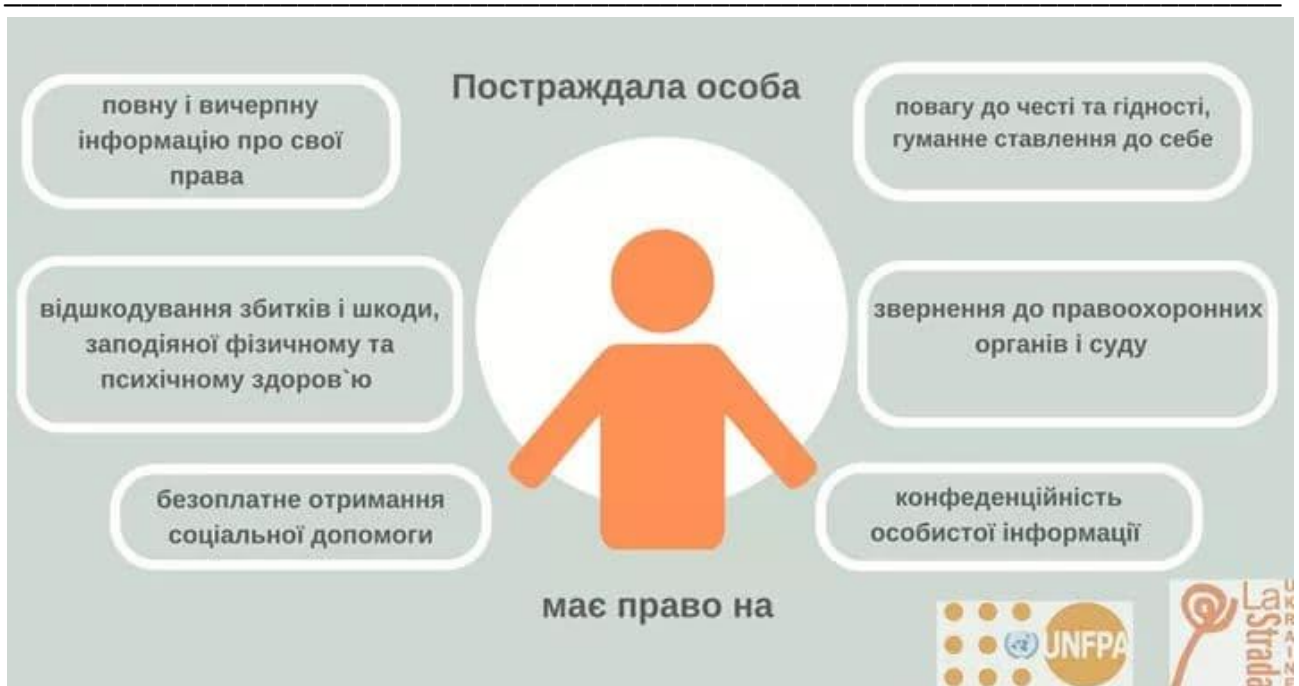 Постраждала особа
повну і вичерпну
інформацію про свої
права
повагу до честі та гідності,
гуманне ставлення до себе
відшкодування збитків і шкоди,
заподіяної фізичному та
психічному здоров`ю
звернення до правоохоронних
органів і суду
безоплатне отримання
соціальної допомоги
конфеденційність
особистої інформації
має право на
UNFPA
LaStrada
UKRAINE